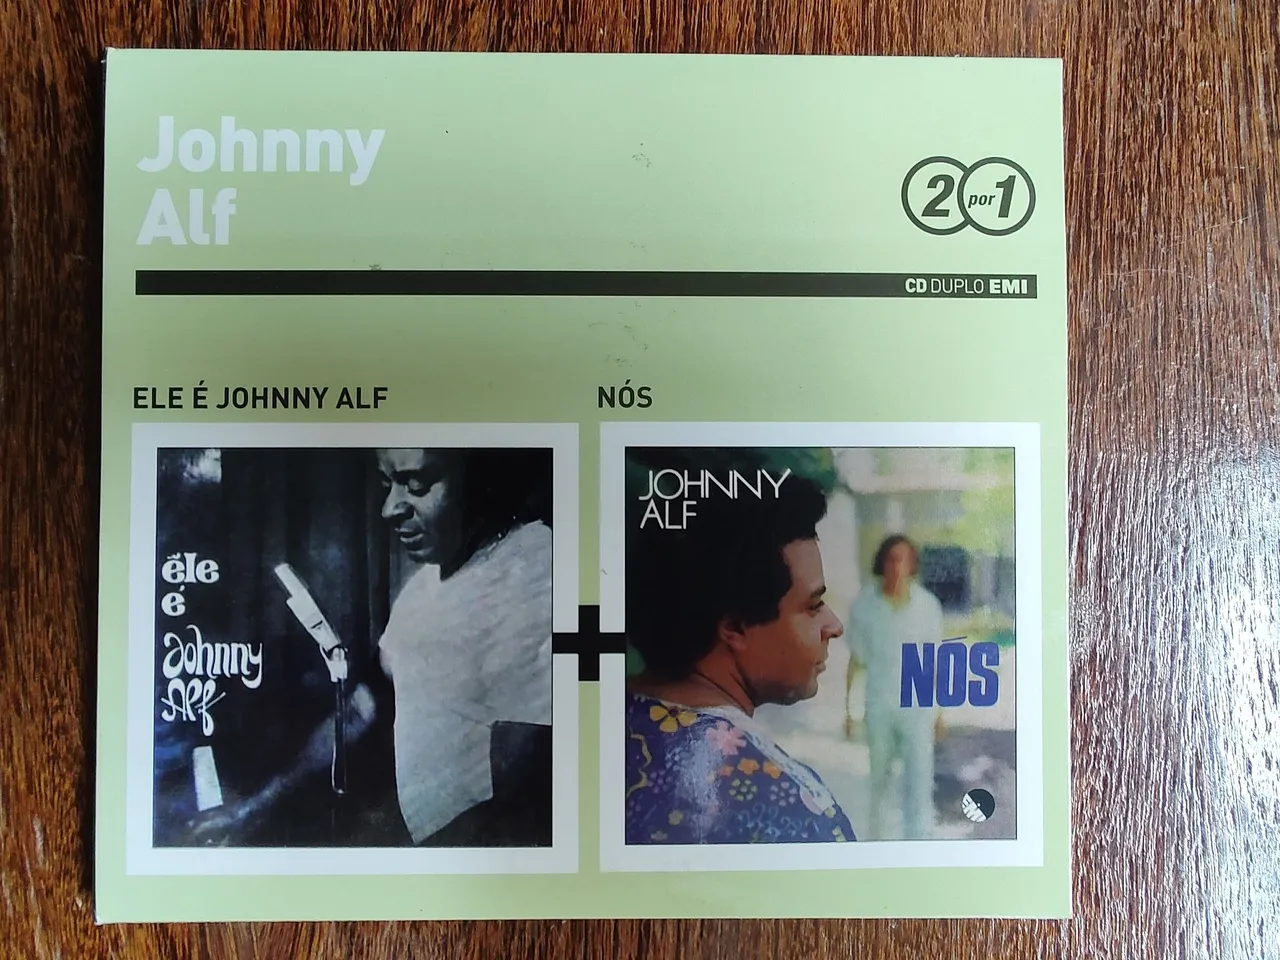 Johnny
Alf
2 por 1
CD DUPLO EMI
ELE É JOHNNY ALF
NÓS
êle
é
Johnny
Alf
JOHNNY
ALF
NÓS